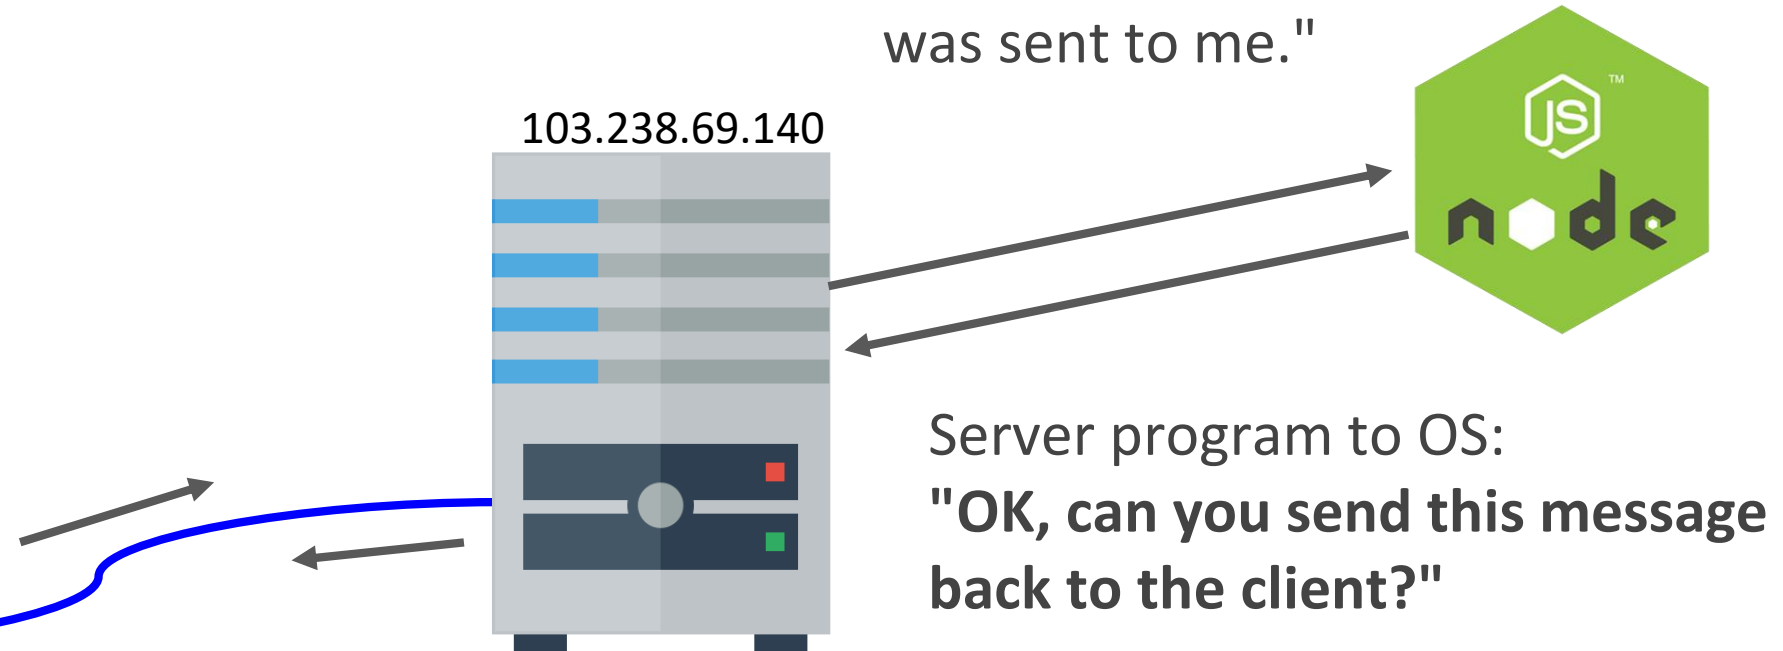 was sent to me."
103.238.69.140
JS
TM
node
Server program to OS:
"OK, can you send this message
back to the client?"